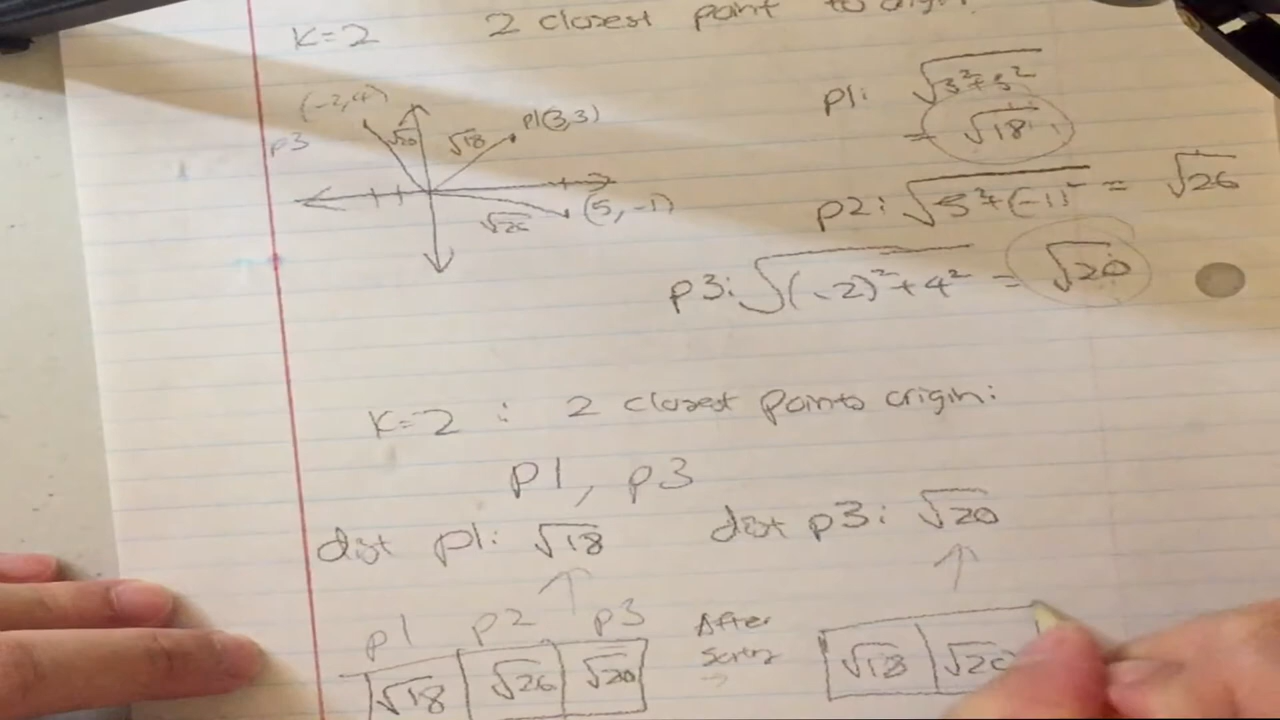 K=2 2 closest point to origin
(-2,4)
p3
√20
√18
p1(3,3)
(5,-1)
p1: √3²+3²
= √18
p2: √5²+(-1)² = √26
p3: √(-2)²+4² = √20
K=2 : 2 closest points origin:
p1, p3
dist p1: √18 dist p3: √20
p1 p2 p3
After
√18 √26 √20
√18 √20